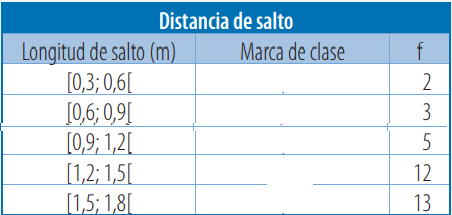 Distancia de salto
Longitud de salto (m) Marca de clase f
[0,3; 0,6[ 2
[0,6; 0,9[ 3
[0,9; 1,2[ 5
[1,2; 1,5[ 12
[1,5; 1,8[ 13